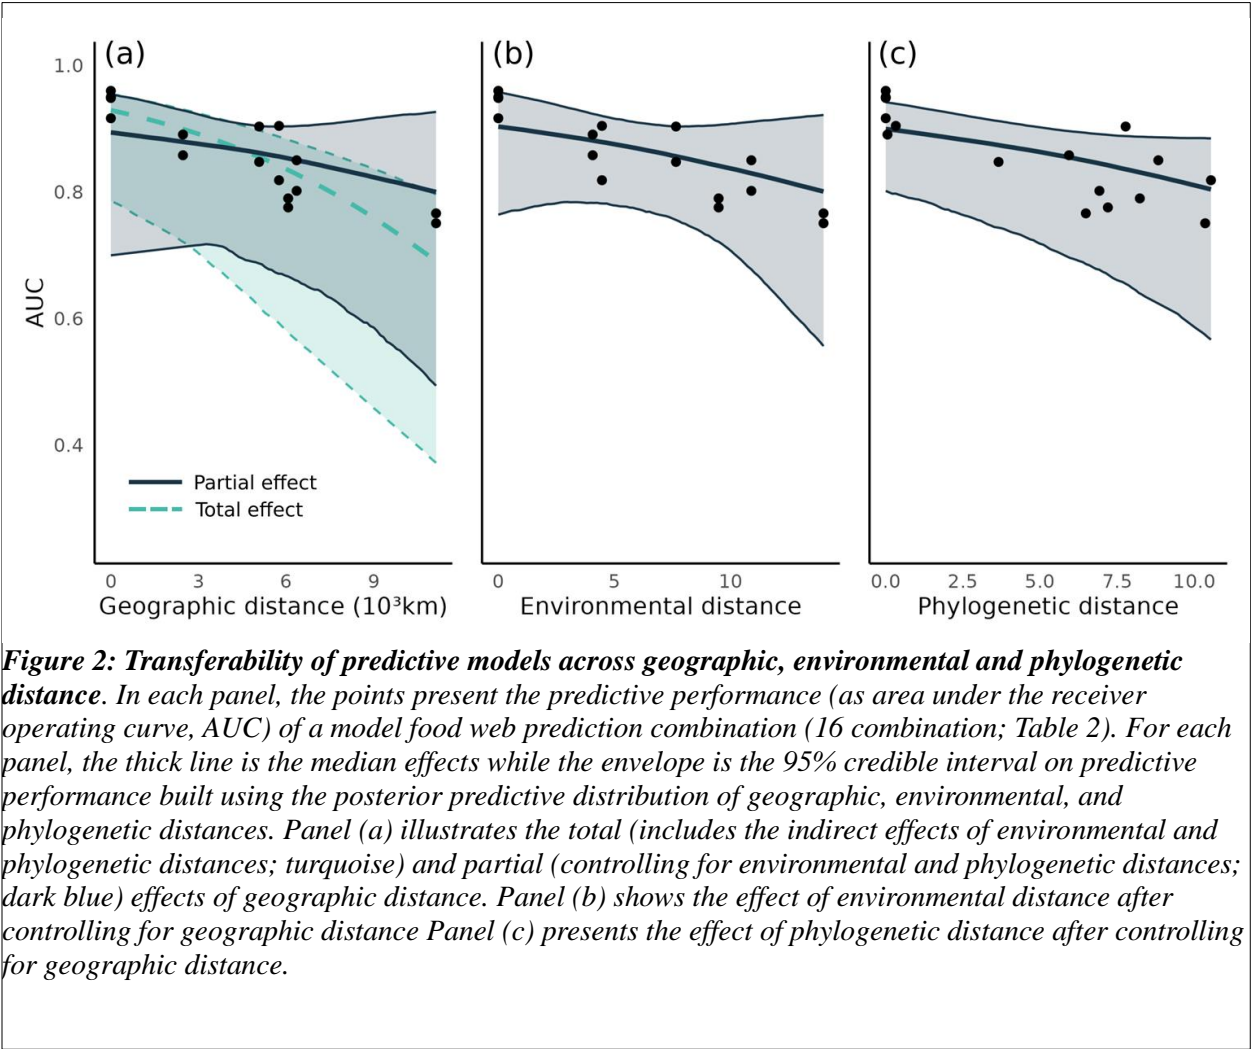 (a)
(b)
(c)
1.0
0.8
0.6
0.4
AUC
Partial effect
Total effect
0 3 6 9
0 5 10
0.0 2.5 5.0 7.5 10.0
Geographic distance (10³km)
Environmental distance
Phylogenetic distance
Figure 2: Transferability of predictive models across geographic, environmental and phylogenetic
distance. In each panel, the points present the predictive performance (as area under the receiver
operating curve, AUC) of a model food web prediction combination (16 combination; Table 2). For each
panel, the thick line is the median effects while the envelope is the 95% credible interval on predictive
performance built using the posterior predictive distribution of geographic, environmental, and
phylogenetic distances. Panel (a) illustrates the total (includes the indirect effects of environmental and
phylogenetic distances; turquoise) and partial (controlling for environmental and phylogenetic distances;
dark blue) effects of geographic distance. Panel (b) shows the effect of environmental distance after
controlling for geographic distance Panel (c) presents the effect of phylogenetic distance after controlling
for geographic distance.